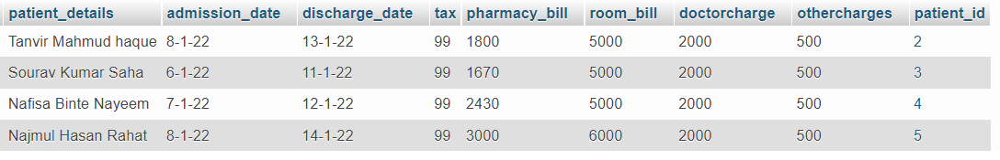 patient_details admission_date discharge_date tax pharmacy_bill room_bill doctorcharge othercharges patient_id
Tanvir Mahmud haque 8-1-22 13-1-22 99 1800 5000 2000 500 2
Sourav Kumar Saha 6-1-22 11-1-22 99 1670 5000 2000 500 3
Nafisa Binte Nayeem 7-1-22 12-1-22 99 2430 5000 2000 500 4
Najmul Hasan Rahat 8-1-22 14-1-22 99 3000 6000 2000 500 5